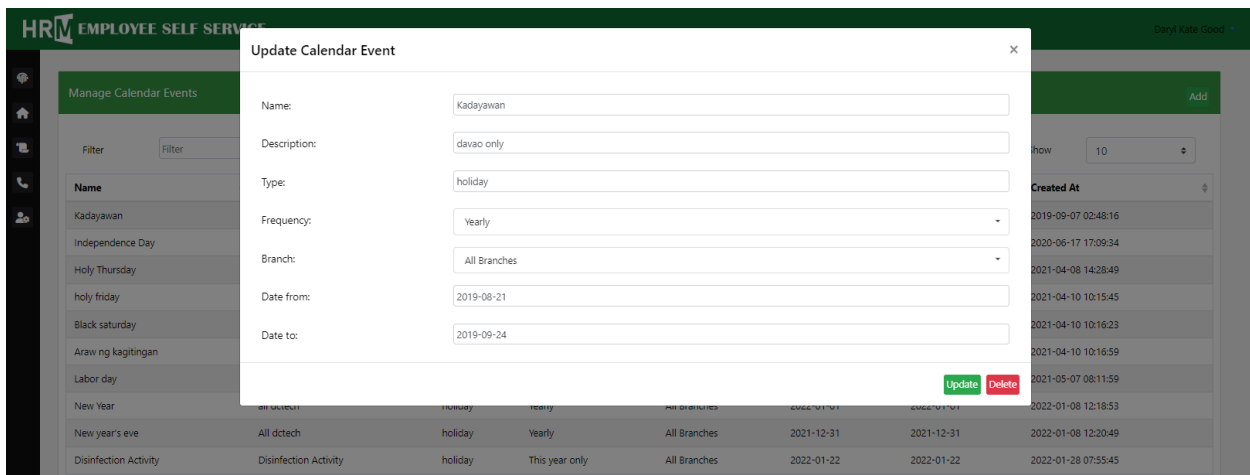 HRM EMPLOYEE SELF SERVICE
Daryl Kate Good
Update Calendar Event ×
Manage Calendar Events
Add
Name: Kadayawan
Filter Filter
Description: davao only
Show 10
Type: holiday
Name
Created At
Kadayawan
2019-09-07 02:48:16
Frequency: Yearly
Independence Day
2020-06-17 17:09:34
Branch: All Branches
Holy Thursday
2021-04-08 14:28:49
holy friday
2021-04-10 10:15:45
Date from: 2019-08-21
Black saturday
2021-04-10 10:16:23
Date to: 2019-09-24
Araw ng kagitingan
2021-04-10 10:16:59
Labor day
2021-05-07 08:11:59
Update Delete
New Year all dctech holiday Yearly All Branches 2022-01-01 2022-01-01 2022-01-08 12:18:53
New year's eve All dctech holiday Yearly All Branches 2021-12-31 2021-12-31 2022-01-08 12:20:49
Disinfection Activity Disinfection Activity holiday This year only All Branches 2022-01-22 2022-01-22 2022-01-28 07:55:45